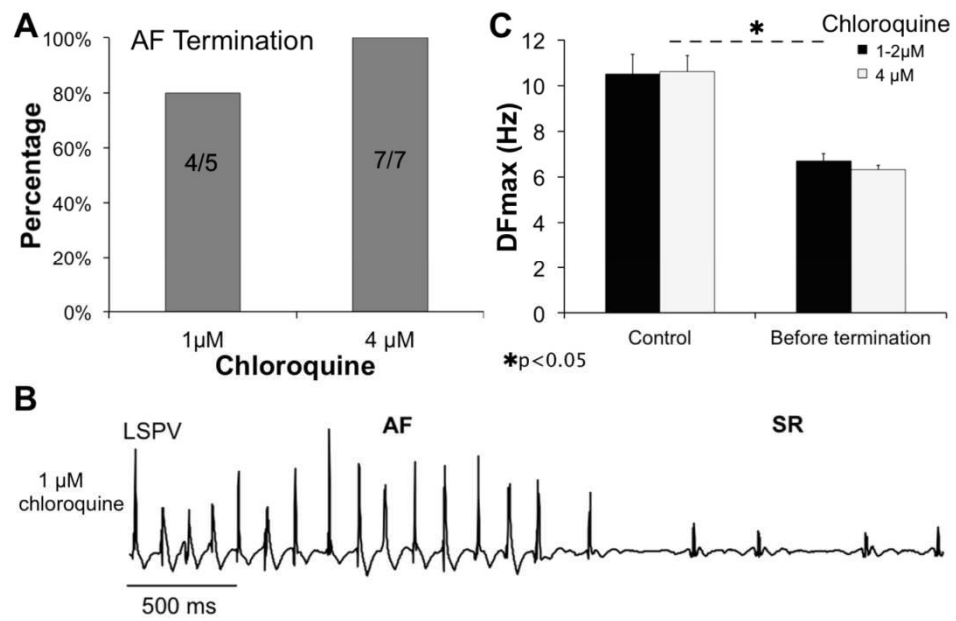 A
AF Termination
100%
80%
60%
40%
20%
0%
Percentage
4/5
7/7
1µM
4 µM
Chloroquine
C
Chloroquine
1-2µM
4 µM
*
12
10
8
6
4
2
0
DFmax (Hz)
Control
Before termination
*p<0.05
B
LSPV
AF
SR
1 µM
chloroquine
500 ms